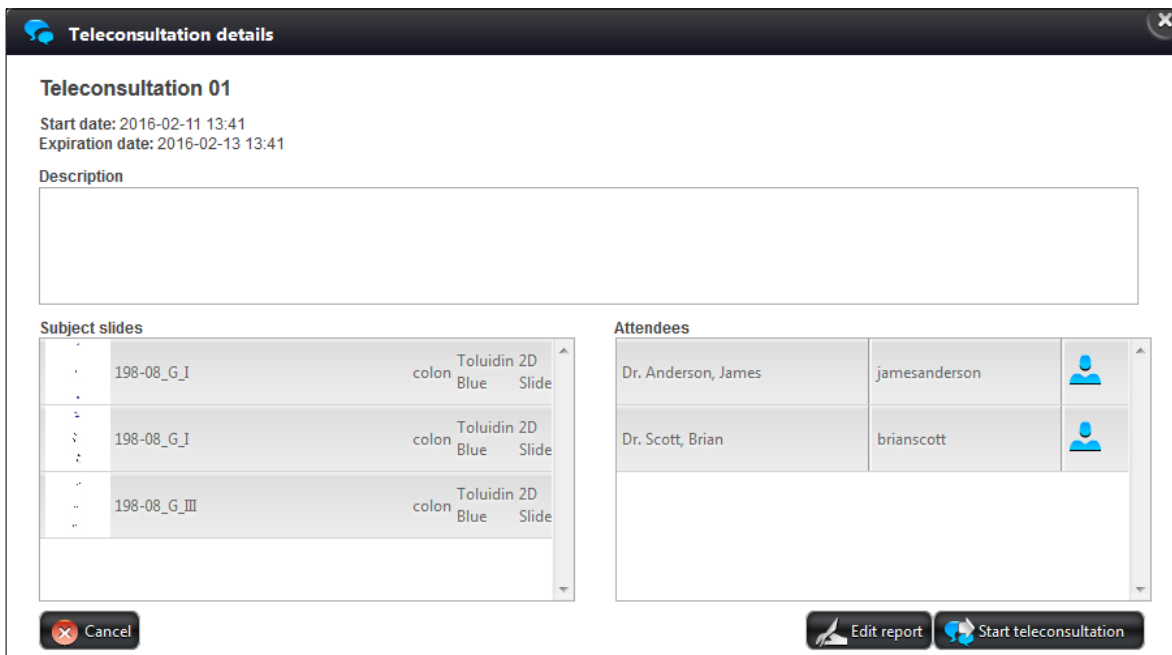 Teleconsultation details
Teleconsultation 01
Start date: 2016-02-11 13:41
Expiration date: 2016-02-13 13:41
Description
Subject slides
198-08_G_I colon Toluidin Blue 2D Slide
198-08_G_I colon Toluidin Blue 2D Slide
198-08_G_III colon Toluidin Blue 2D Slide
Attendees
Dr. Anderson, James jamesanderson
Dr. Scott, Brian brianscott
Cancel
Edit report
Start teleconsultation